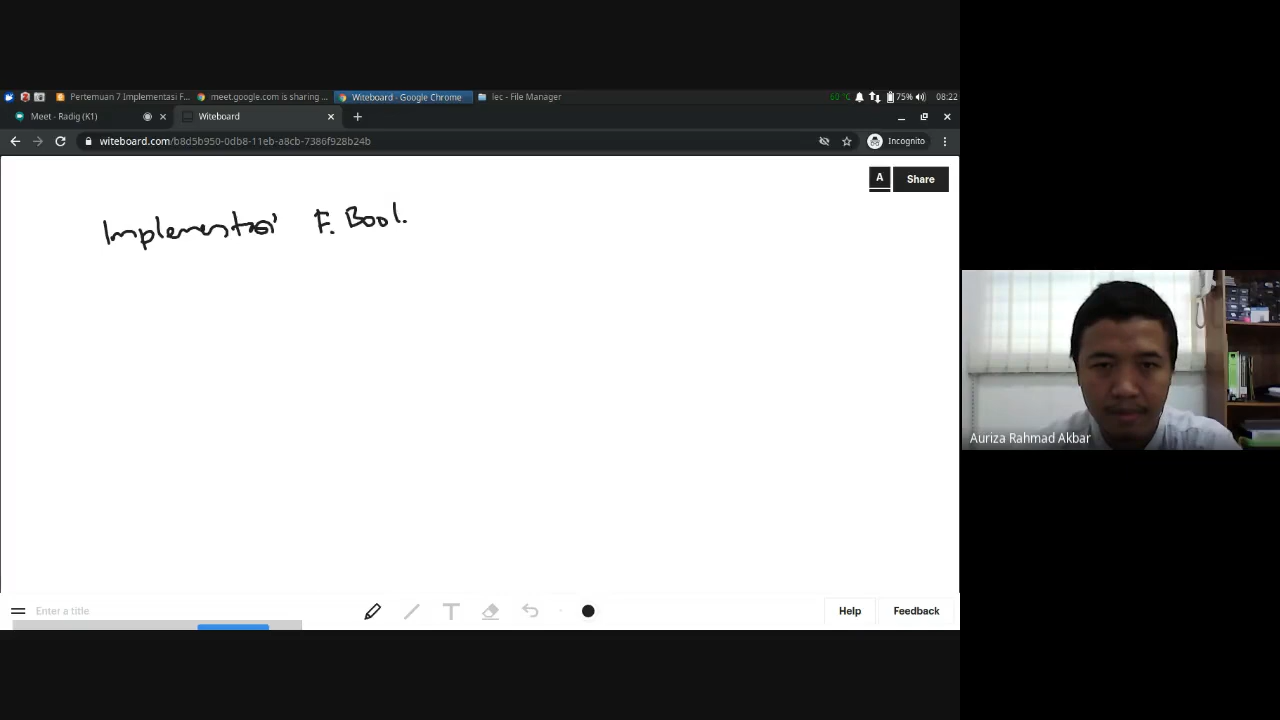 Pertemuan 7 Implementasi F...
meet.google.com is sharing ...
Witeboard - Google Chrome
lec - File Manager
60 °C
75%
08:22
Meet - Radig (K1)
Witeboard
witeboard.com/b8d5b950-0db8-11eb-a8cb-7386f928b24b
Incognito
A
Share
Implementasi F. Bool.
Auriza Rahmad Akbar
Enter a title
T
Help
Feedback